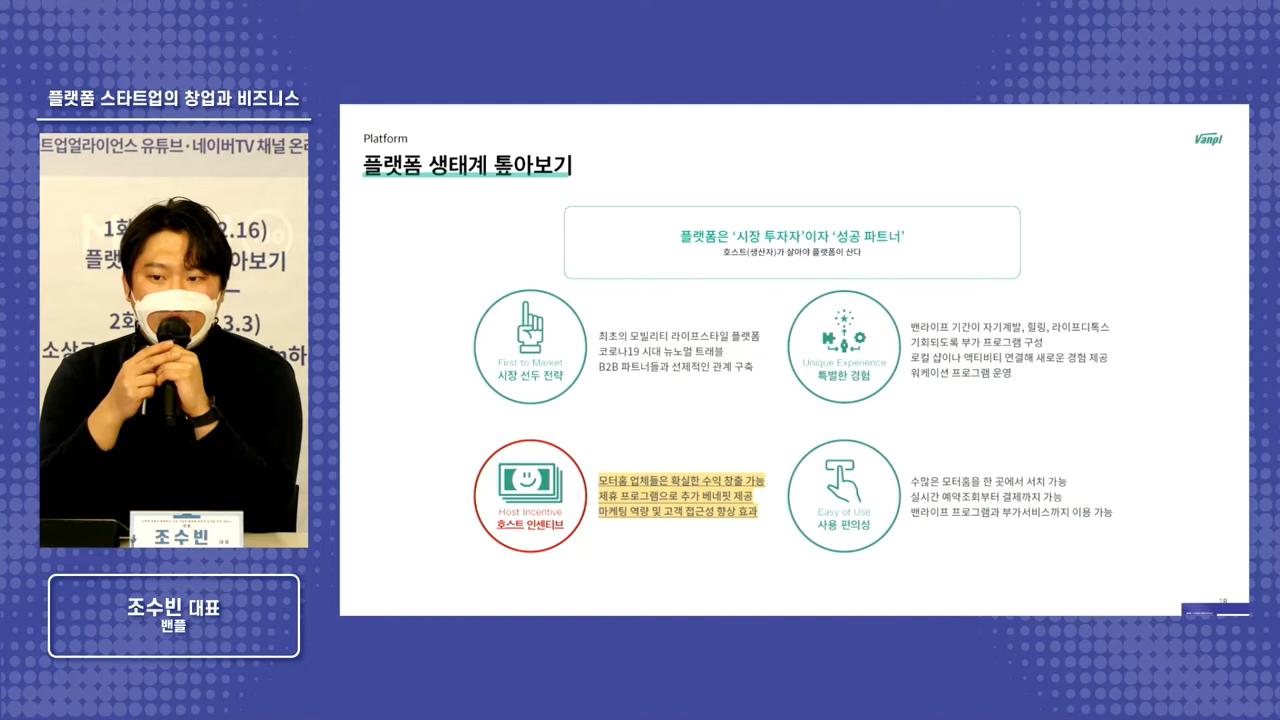 플랫폼 스타트업의 창업과 비즈니스
트업얼라이언스 유튜브·네이버TV 채널 온
2.16)
플랫
아보기
2회
3.3)
소상
조수빈
대표
조수빈 대표
밴플
Platform
플랫폼 생태계 톺아보기
Vanpl
플랫폼은 ‘시장 투자자’이자 ‘성공 파트너’
호스트(생산자)가 살아야 플랫폼이 산다
First to Market
시장 선두 전략
최초의 모빌리티 라이프스타일 플랫폼
코로나19 시대 뉴노멀 트래블
B2B 파트너들과 선제적인 관계 구축
Unique Experience
특별한 경험
밴라이프 기간이 자기계발, 힐링, 라이프디톡스
기회되도록 부가 프로그램 구성
로컬 샵이나 액티비티 연결해 새로운 경험 제공
워케이션 프로그램 운영
Host Incentive
호스트 인센티브
모터홈 업체들은 확실한 수익 창출 가능
제휴 프로그램으로 추가 베네핏 제공
마케팅 역량 및 고객 접근성 향상 효과
Easy of Use
사용 편의성
수많은 모터홈을 한 곳에서 서치 가능
실시간 예약조회부터 결제까지 가능
밴라이프 프로그램과 부가서비스까지 이용 가능